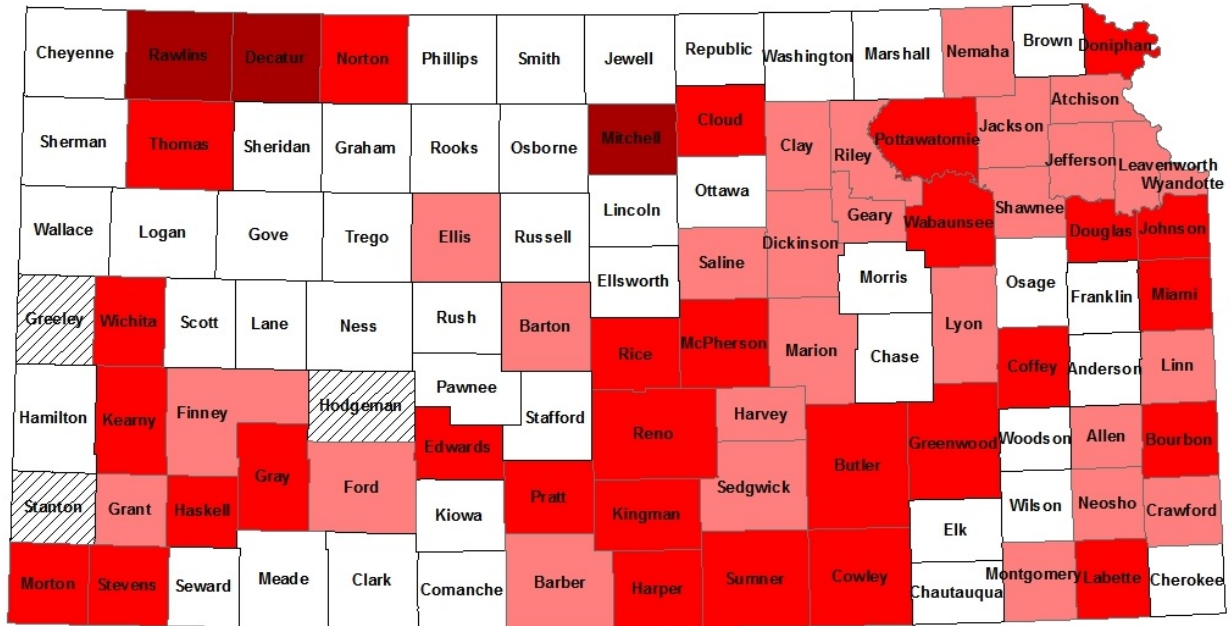 Cheyenne
Rawlins
Decatur
Norton
Phillips
Smith
Jewell
Republic
Washington
Marshall
Nemaha
Brown
Doniphan
Sherman
Thomas
Sheridan
Graham
Rooks
Osborne
Mitchell
Cloud
Clay
Riley
Pottawatomie
Jackson
Atchison
Jefferson
Leavenworth
Wyandotte
Ottawa
Wallace
Logan
Gove
Trego
Ellis
Russell
Lincoln
Saline
Dickinson
Geary
Wabaunsee
Shawnee
Douglas
Johnson
Ellsworth
Morris
Osage
Franklin
Miami
Greeley
Wichita
Scott
Lane
Ness
Rush
Barton
Rice
McPherson
Marion
Chase
Lyon
Coffey
Anderson
Linn
Hamilton
Kearny
Finney
Hodgeman
Pawnee
Stafford
Edwards
Reno
Harvey
Butler
Greenwood
Woodson
Allen
Bourbon
Gray
Ford
Sedgwick
Stanton
Grant
Haskell
Kiowa
Pratt
Kingman
Elk
Wilson
Neosho
Crawford
Morton
Stevens
Seward
Meade
Clark
Comanche
Barber
Harper
Sumner
Cowley
Chautauqua
Montgomery
Labette
Cherokee